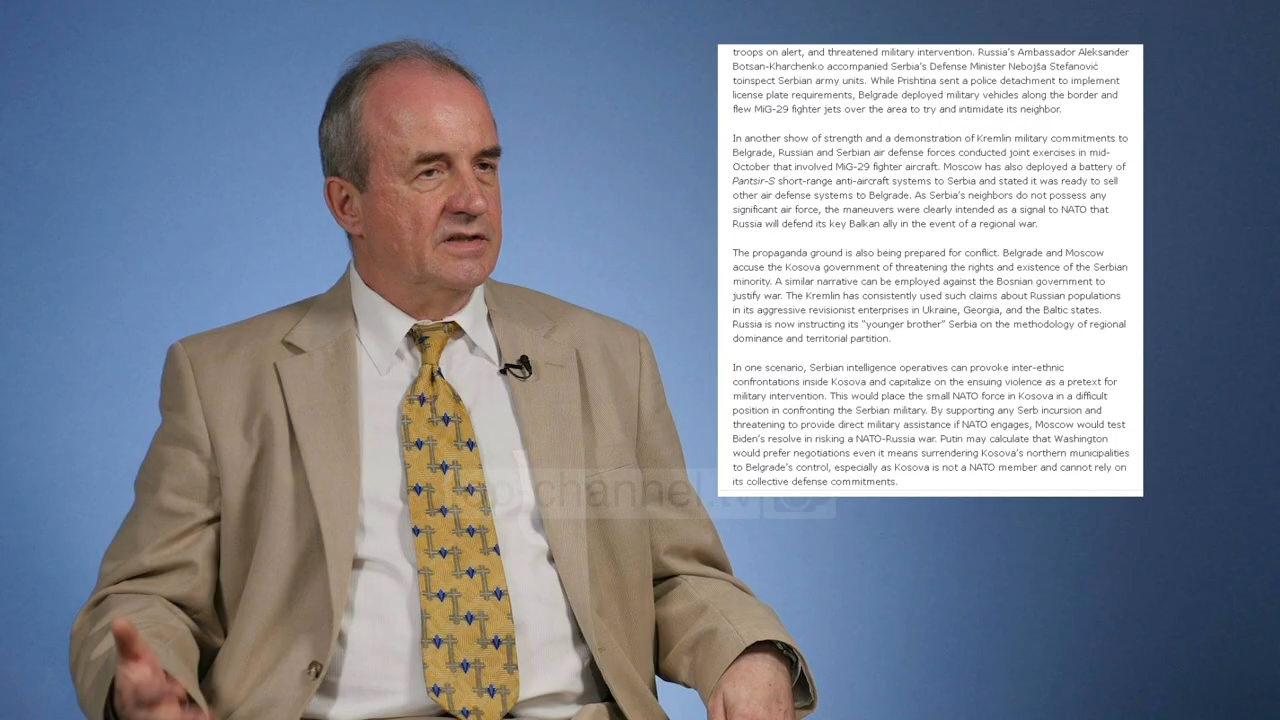 troops on alert, and threatened military intervention. Russia's Ambassador Aleksander
Botsan-Kharchenko accompanied Serbia's Defense Minister Nebojša Stefanović
toinspect Serbian army units. While Prishtina sent a police detachment to implement
license plate requirements, Belgrade deployed military vehicles along the border and
flew MiG-29 fighter jets over the area to try and intimidate its neighbor.
In another show of strength and a demonstration of Kremlin military commitments to
Belgrade, Russian and Serbian air defense forces conducted joint exercises in mid-
October that involved MiG-29 fighter aircraft. Moscow has also deployed a battery of
Pantsir-S short-range anti-aircraft systems to Serbia and stated it was ready to sell
other air defense systems to Belgrade. As Serbia's neighbors do not possess any
significant air force, the maneuvers were clearly intended as a signal to NATO that
Russia will defend its key Balkan ally in the event of a regional war.
The propaganda ground is also being prepared for conflict. Belgrade and Moscow
accuse the Kosova government of threatening the rights and existence of the Serbian
minority. A similar narrative can be employed against the Bosnian government to
justify war. The Kremlin has consistently used such claims about Russian populations
in its aggressive revisionist enterprises in Ukraine, Georgia, and the Baltic states.
Russia is now instructing its "younger brother" Serbia on the methodology of regional
dominance and territorial partition.
In one scenario, Serbian intelligence operatives can provoke inter-ethnic
confrontations inside Kosova and capitalize on the ensuing violence as a pretext for
military intervention. This would place the small NATO force in Kosova in a difficult
position in confronting the Serbian military. By supporting any Serb incursion and
threatening to provide direct military assistance if NATO engages, Moscow would test
Biden's resolve in risking a NATO-Russia war. Putin may calculate that Washington
would prefer negotiations even it means surrendering Kosova's northern municipalities
to Belgrade's control, especially as Kosova is not a NATO member and cannot rely on
its collective defense commitments.
channel.tv